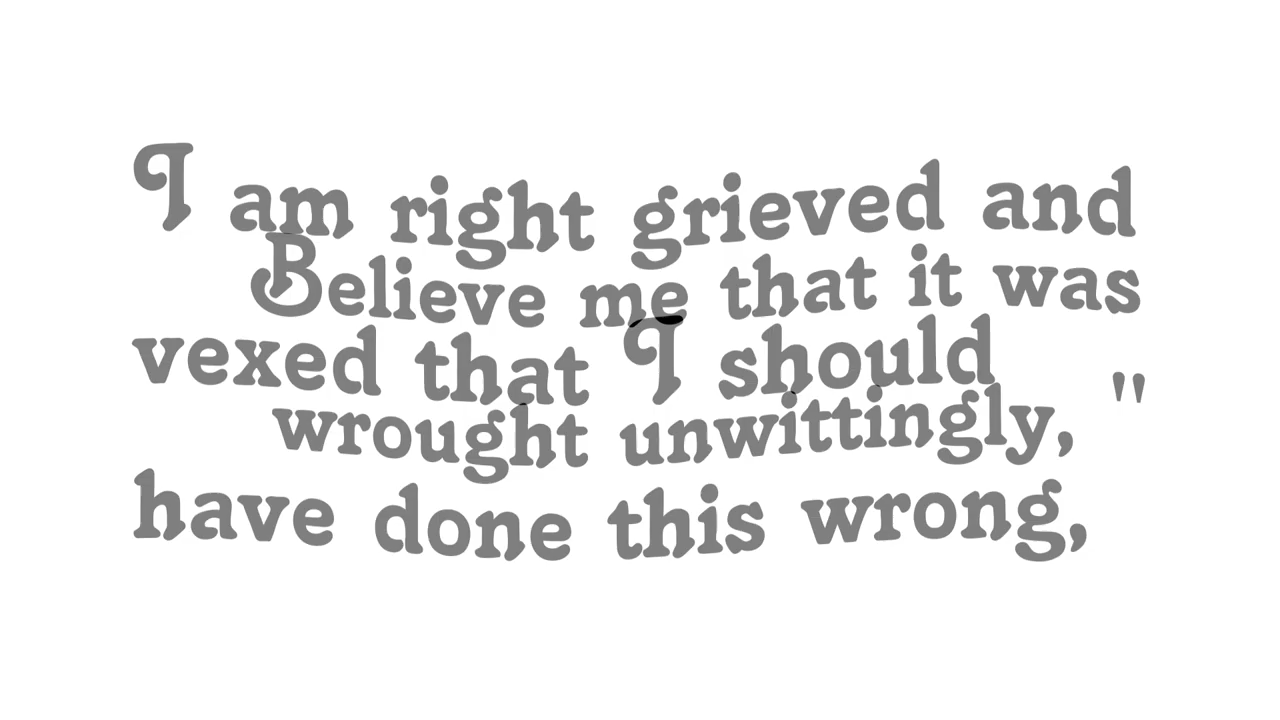 I am right grieved and
Believe me that it was
vexed that I should
wrought unwittingly, "
have done this wrong,